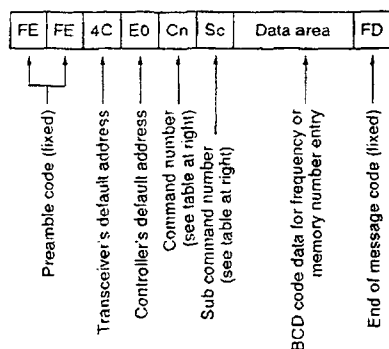 FE FE 4C E0 Cn Sc Data area FD
Preamble code (fixed)
Transceiver's default address
Controller's default address
Command number
(see table at right)
Sub command number
(see table at right)
BCD code data for frequency or
memory number entry
End of message code (fixed)